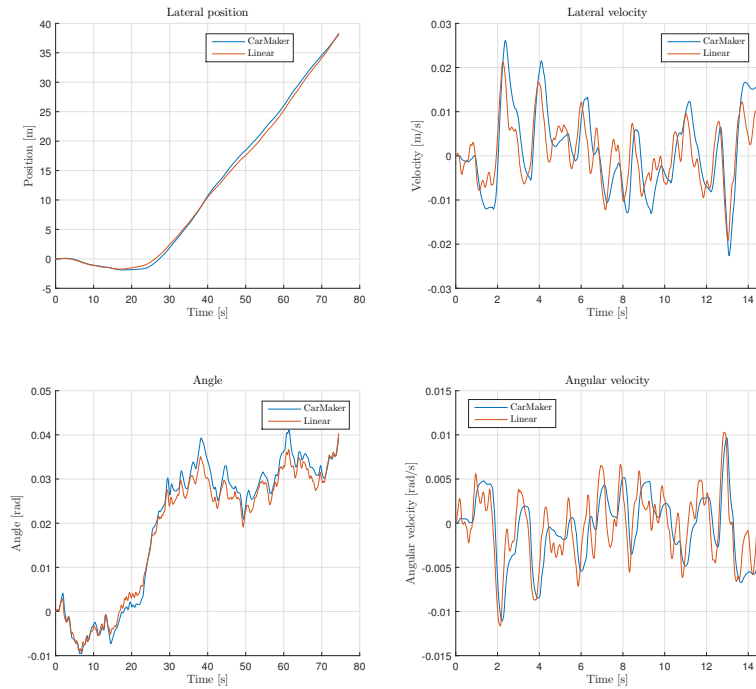 Lateral position
CarMaker
Linear
Position [m]
40
35
30
25
20
15
10
5
0
-5
0 10 20 30 40 50 60 70 80
Time [s]
Lateral velocity
CarMaker
Linear
Velocity [m/s]
0.03
0.02
0.01
0
-0.01
-0.02
-0.03
0 2 4 6 8 10 12 14
Time [s]
Angle
CarMaker
Linear
Angle [rad]
0.05
0.04
0.03
0.02
0.01
0
-0.01
0 10 20 30 40 50 60 70 80
Time [s]
Angular velocity
CarMaker
Linear
Angular velocity [rad/s]
0.015
0.01
0.005
0
-0.005
-0.01
-0.015
0 2 4 6 8 10 12 14
Time [s]